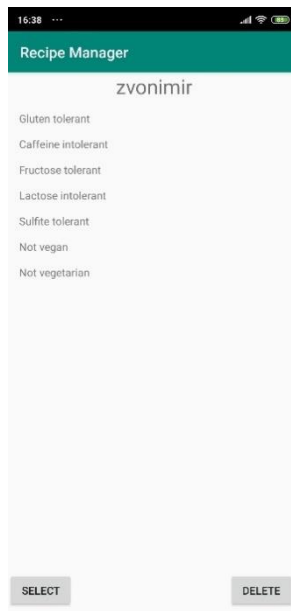 16:38 ...
Recipe Manager
zvonimir
Gluten tolerant
Caffeine intolerant
Fructose tolerant
Lactose intolerant
Sulfite tolerant
Not vegan
Not vegetarian
SELECT DELETE